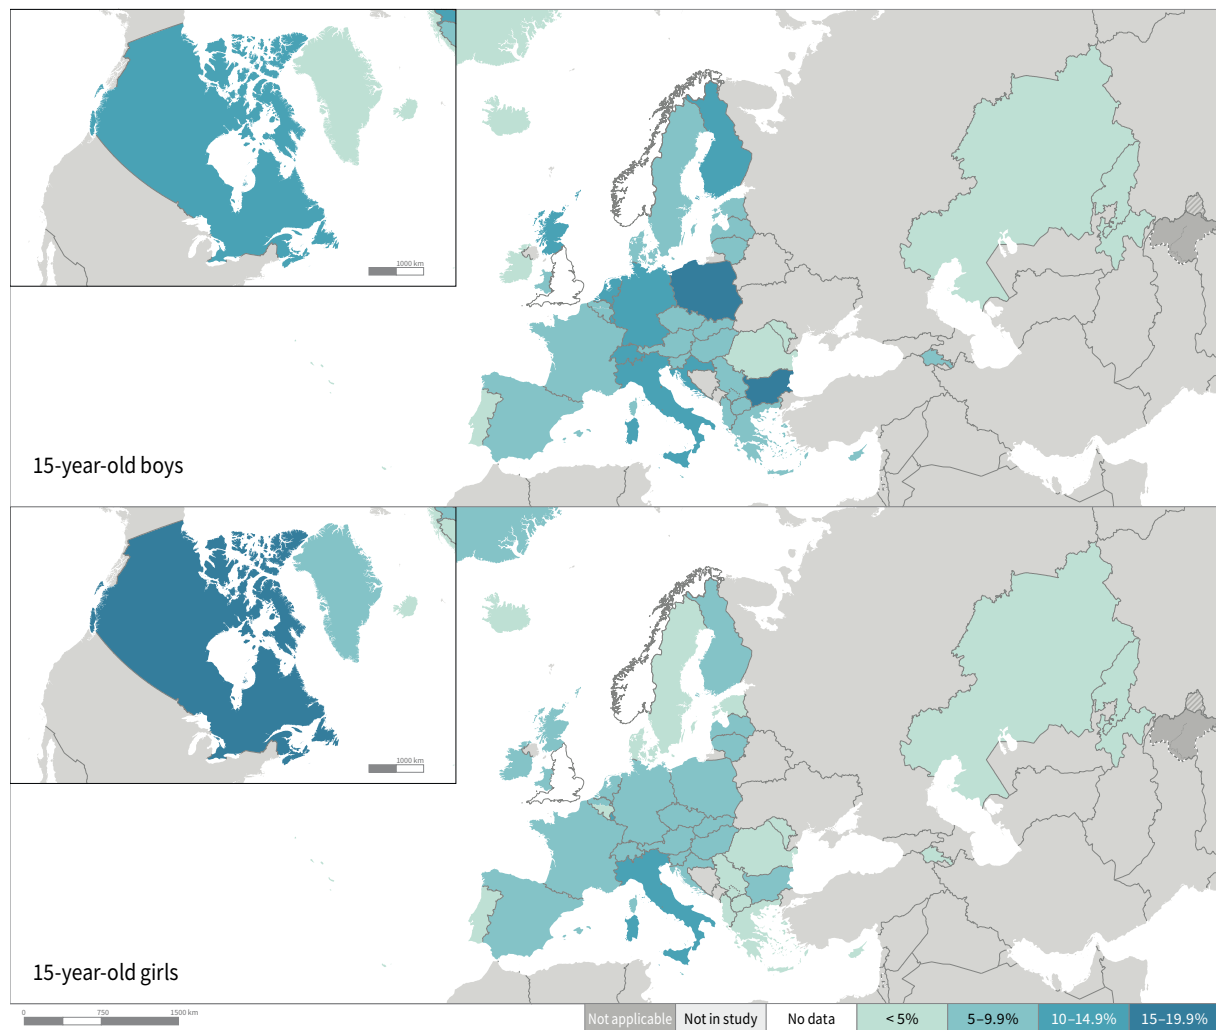 1000 km
15-year-old boys
1000 km
15-year-old girls
0 750 1500 km
Not applicable Not in study No data < 5% 5–9.9% 10–14.9% 15–19.9%